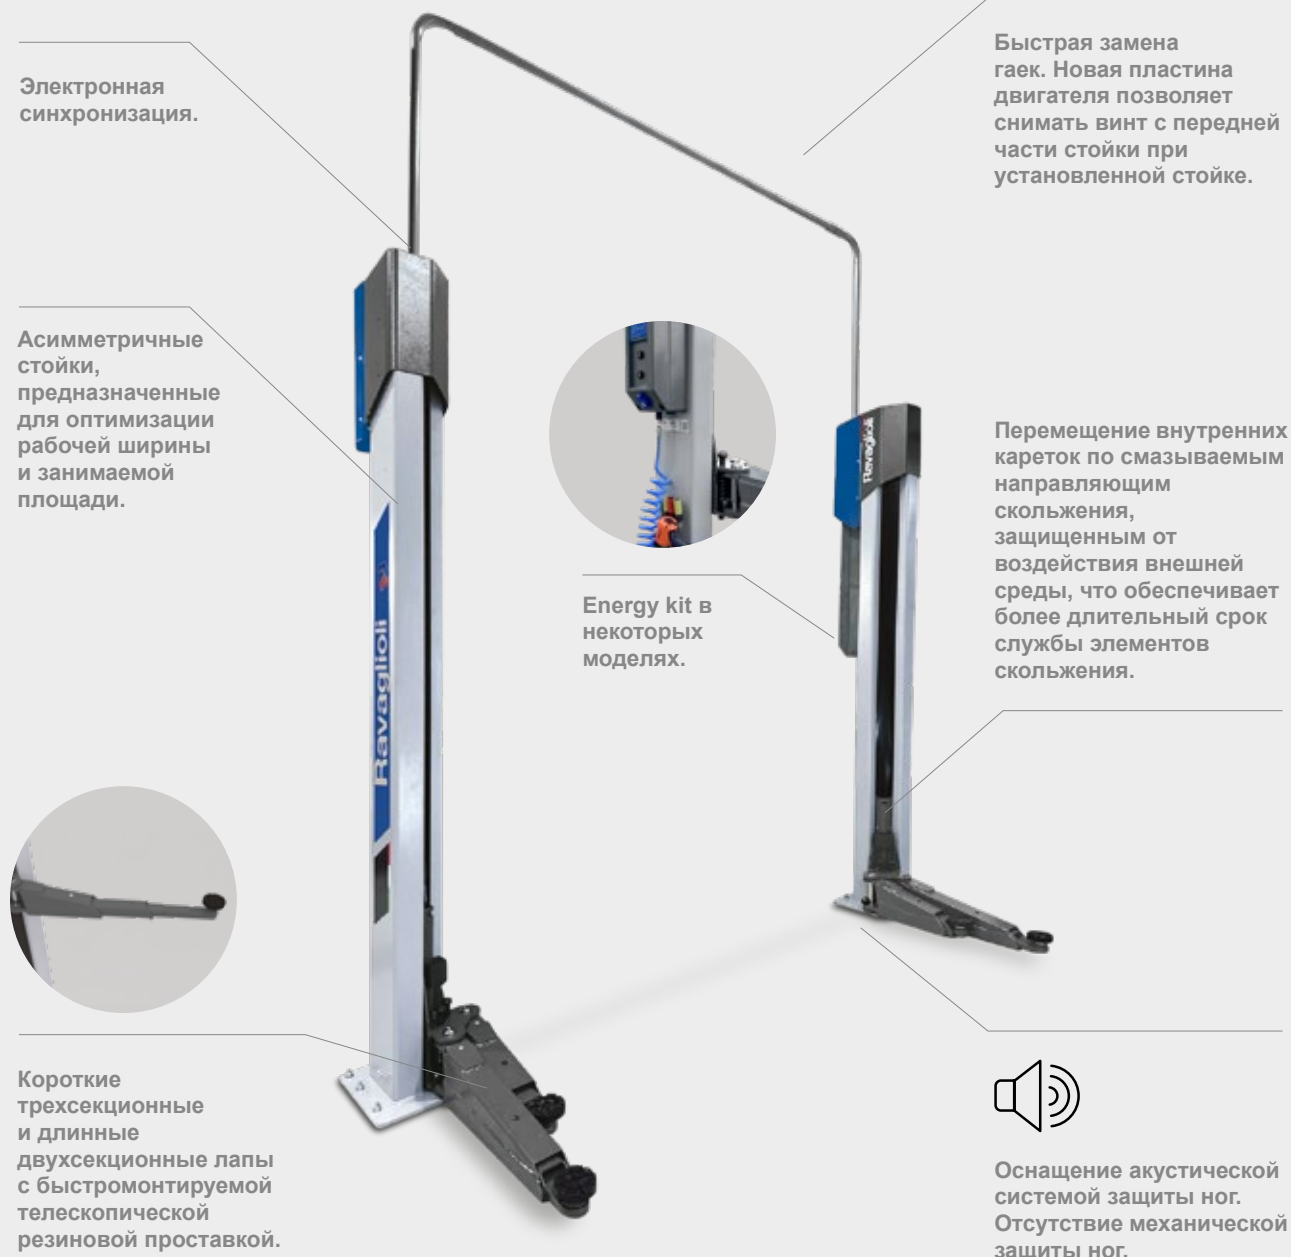 Электронная
синхронизация.
Быстрая замена
гаек. Новая пластина
двигателя позволяет
снимать винт с передней
части стойки при
установленной стойке.
Асимметричные
стойки,
предназначенные
для оптимизации
рабочей ширины
и занимаемой
площади.
Ravaglioli
Перемещение внутренних
кареток по смазываемым
направляющим
скольжения,
защищенным от
воздействия внешней
среды, что обеспечивает
более длительный срок
службы элементов
скольжения.
Energy kit в
некоторых
моделях.
Ravaglioli
Короткие
трехсекционные
и длинные
двухсекционные лапы
с быстромонтируемой
телескопической
резиновой проставкой.
Оснащение акустической
системой защиты ног.
Отсутствие механической
защиты ног.